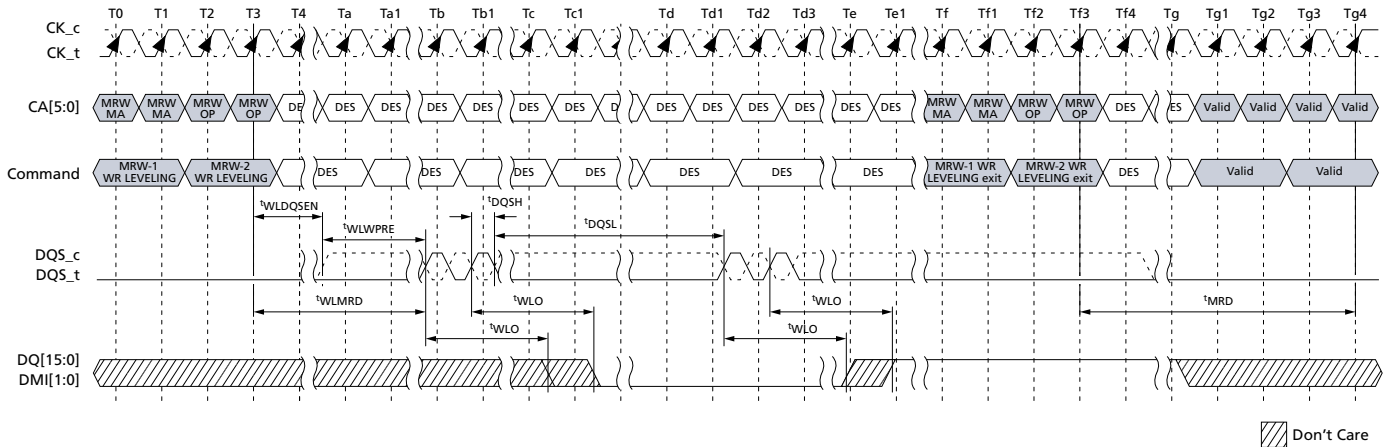 T0 T1 T2 T3 T4 Ta Ta1 Tb Tb1 Tc Tc1 Td Td1 Td2 Td3 Te Te1 Tf Tf1 Tf2 Tf3 Tf4 Tg Tg1 Tg2 Tg3 Tg4
CK_c
CK_t
CA[5:0]
MRW MA
MRW MA
MRW OP
MRW OP
DE DES DES DES DES DES DES D DES DES DES DES DES DES
MRW MA
MRW MA
MRW OP
MRW OP
DES ES Valid Valid Valid Valid
Command
MRW-1
WR LEVELING
MRW-2
WR LEVELING
DES DES DES DES DES DES DES DES
MRW-1 WR
LEVELING exit
MRW-2 WR
LEVELING exit
DES Valid Valid
tWLDQSEN
tDQSH
tWLWPRE
tDQSL
DQS_c
DQS_t
tWLMRD
tWLO
tWLO
tMRD
tWLO
tWLO
DQ[15:0]
DMI[1:0]
Don't Care